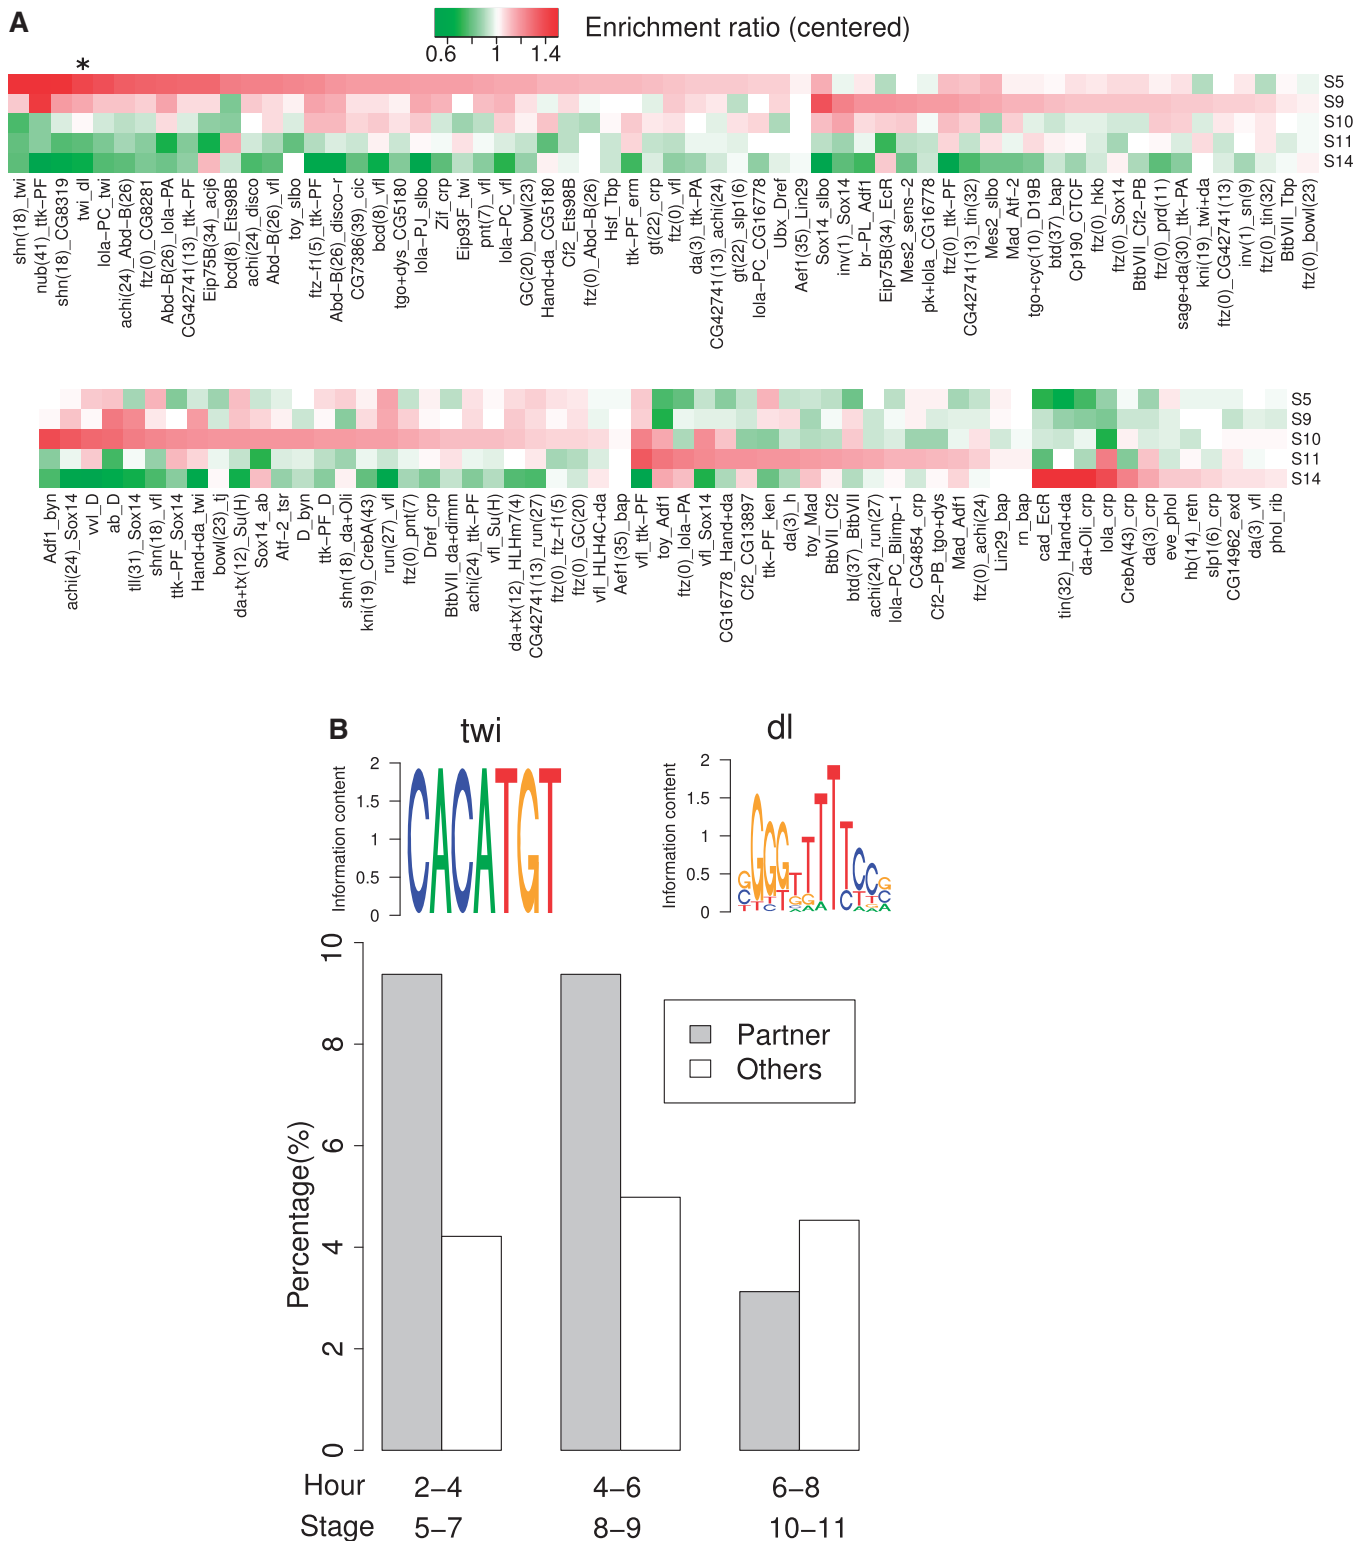 A
Enrichment ratio (centered)
0.6 1 1.4
*
S5
S9
S10
S11
S14
shn(18)_twi
nub(41)_ttk−PF
shn(18)_CG8319
twi_dl
lola−PC_twi
achi(24)_Abd−B(26)
ftz(0)_CG8281
Abd−B(26)_lola−PA
CG42741(13)_ttk−PF
Eip75B(34)_acj6
bcd(8)_Ets98B
achi(24)_disco
Abd−B(26)_vfl
toy_slbo
ftz−f1(5)_ttk−PF
Abd−B(26)_disco−r
CG7386(39)_cic
bcd(8)_vfl
tgo+dys_CG5180
lola−PJ_slbo
Zif_crp
Eip93F_twi
pnt(7)_vfl
lola−PC_vfl
GC(20)_bowl(23)
Hand+da_CG5180
Cf2_Ets98B
ftz(0)_Abd−B(26)
Hsf_Tbp
ttk−PF_erm
gt(22)_crp
ftz(0)_vfl
da(3)_ttk−PA
CG42741(13)_achi(24)
gt(22)_slp1(6)
lola−PC_CG16778
Ubx_Dref
Aef1(35)_Lin29
Sox14_slbo
inv(1)_Sox14
br−PL_Adf1
Eip75B(34)_EcR
Mes2_sens−2
pk+lola_CG16778
ftz(0)_ttk−PF
CG42741(13)_tin(32)
Mes2_slbo
Mad_Atf−2
tgo+cyc(10)_D19B
btd(37)_bap
Cp190_CTCF
ftz(0)_hkb
ftz(0)_Sox14
BtbVII_Cf2−PB
ftz(0)_prd(11)
sage+da(30)_ttk−PA
kni(19)_twi+da
ftz(0)_CG42741(13)
inv(1)_sn(9)
ftz(0)_tin(32)
BtbVII_Tbp
ftz(0)_bowl(23)
S5
S9
S10
S11
S14
Adf1_byn
achi(24)_Sox14
vvl_D
ab_D
tll(31)_Sox14
shn(18)_vfl
ttk−PF_Sox14
Hand+da_twi
bowl(23)_tj
da+tx(12)_Su(H)
Sox14_ab
Atf−2_tsr
D_byn
ttk−PF_D
shn(18)_da+Oli
kni(19)_CrebA(43)
run(27)_vfl
ftz(0)_pnt(7)
Dref_crp
BtbVII_da+dimm
achi(24)_ttk−PF
vfl_Su(H)
da+tx(12)_HLHm7(4)
CG42741(13)_run(27)
ftz(0)_ftz−f1(5)
ftz(0)_GC(20)
vfl_HLH4C+da
Aef1(35)_bap
vfl_ttk−PF
toy_Adf1
ftz(0)_lola−PA
vfl_Sox14
CG16778_Hand+da
Cf2_CG13897
ttk−PF_ken
da(3)_h
toy_Mad
BtbVII_Cf2
btd(37)_BtbVII
achi(24)_run(27)
lola−PC_Blimp−1
CG4854_crp
Cf2−PB_tgo+dys
Mad_Adf1
ftz(0)_achi(24)
Lin29_bap
rn_bap
cad_EcR
tin(32)_Hand+da
da+Oli_crp
lola_crp
CrebA(43)_crp
da(3)_crp
eve_phol
hb(14)_retn
slp1(6)_crp
CG14962_exd
da(3)_vfl
phol_rib
B
twi
dl
Information content
2
1.5
1
0.5
0
CACATGT
Information content
2
1.5
1
0.5
0
Percentage(%)
10
8
6
4
2
0
Partner
Others
Hour 2−4 4−6 6−8
Stage 5−7 8−9 10−11